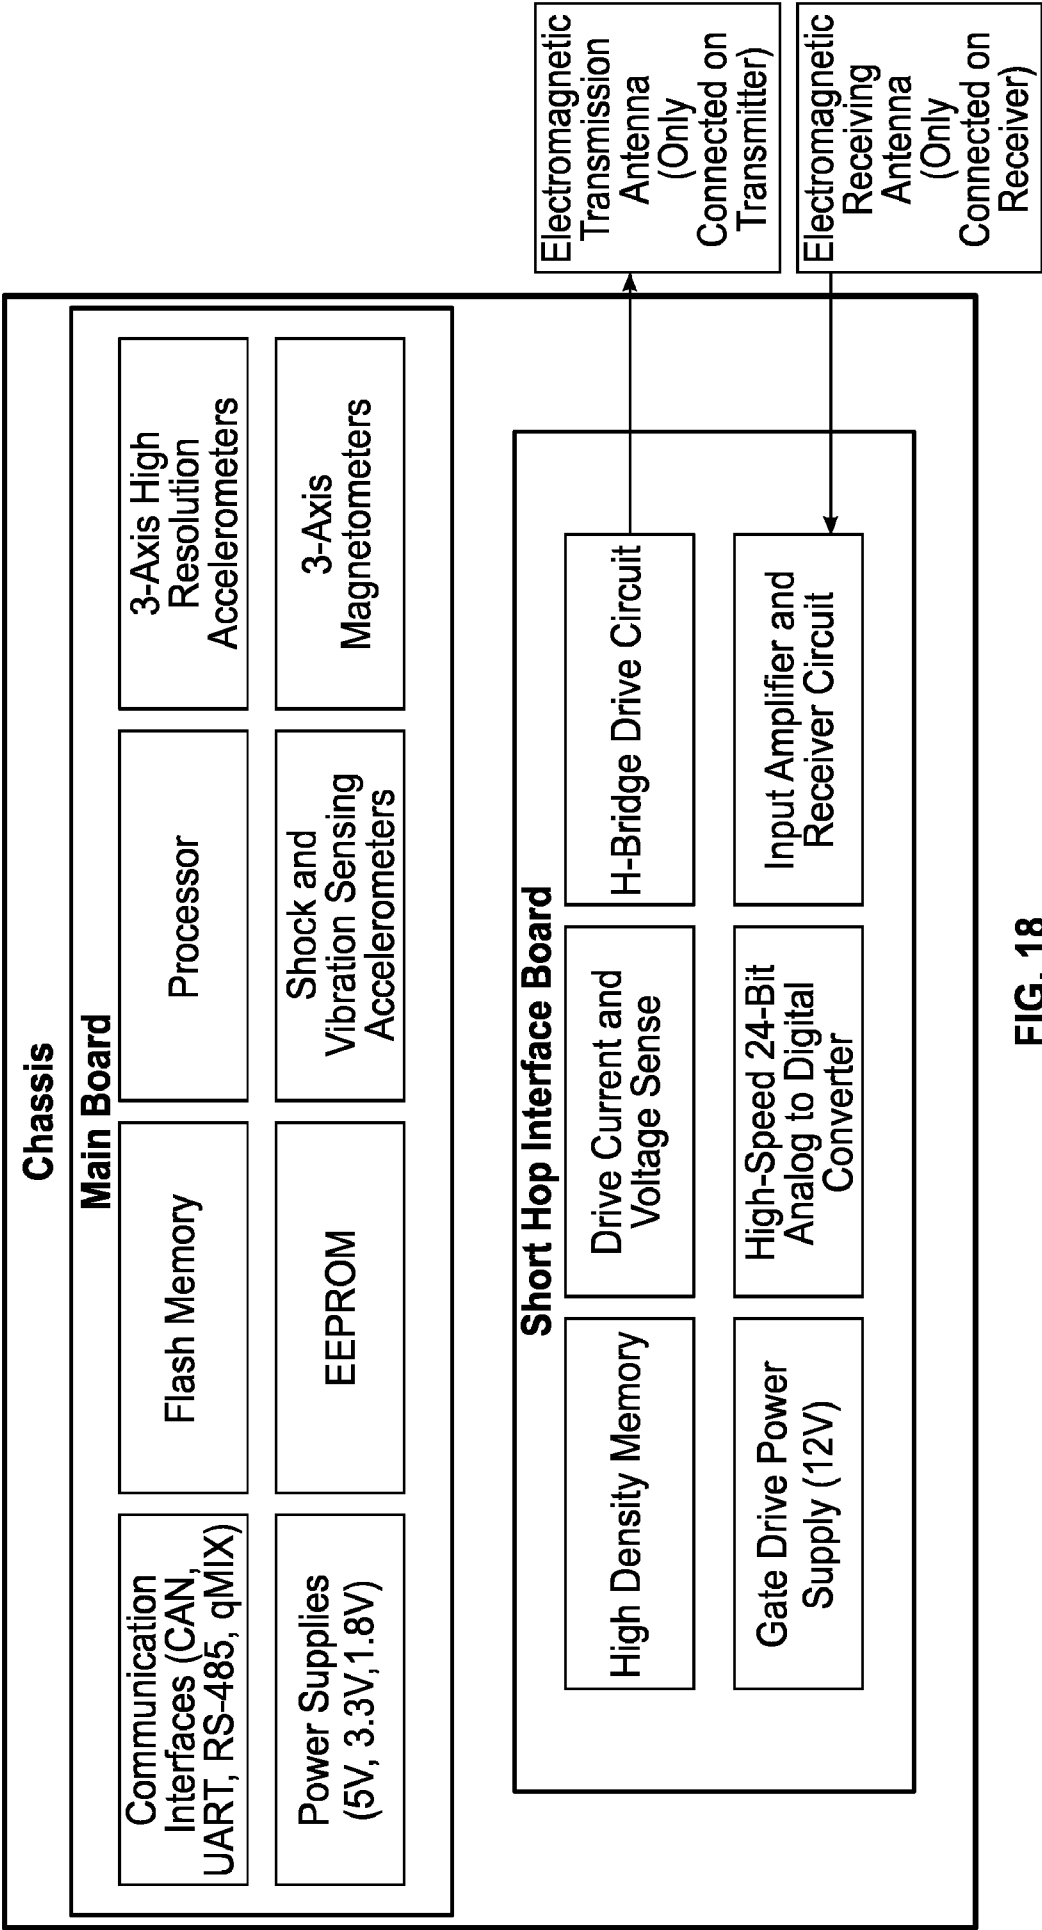 Chassis
Main Board
Communication
Interfaces (CAN,
UART, RS-485, qMIX)
Flash Memory
Processor
3-Axis High
Resolution
Accelerometers
Power Supplies
(5V, 3.3V,1.8V)
EEPROM
Shock and
Vibration Sensing
Accelerometers
3-Axis
Magnetometers
Short Hop Interface Board
High Density Memory
Drive Current and
Voltage Sense
H-Bridge Drive Circuit
Gate Drive Power
Supply (12V)
High-Speed 24-Bit
Analog to Digital
Converter
Input Amplifier and
Receiver Circuit
Electromagnetic
Transmission
Antenna
(Only
Connected on
Transmitter)
Electromagnetic
Receiving
Antenna
(Only
Connected on
Receiver)
FIG. 18